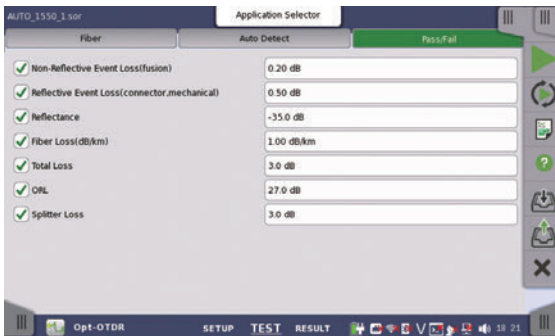 AUTO_1550_1.sor
Application Selector
Fiber
Auto Detect
Pass/Fail
Non-Reflective Event Loss(fusion) 0.20 dB
Reflective Event Loss(connector,mechanical) 0.50 dB
Reflectance -35.0 dB
Fiber Loss(dB/km) 1.00 dB/km
Total Loss 3.0 dB
ORL 27.0 dB
Splitter Loss 3.0 dB
Opt-OTDR SETUP TEST RESULT 18 21